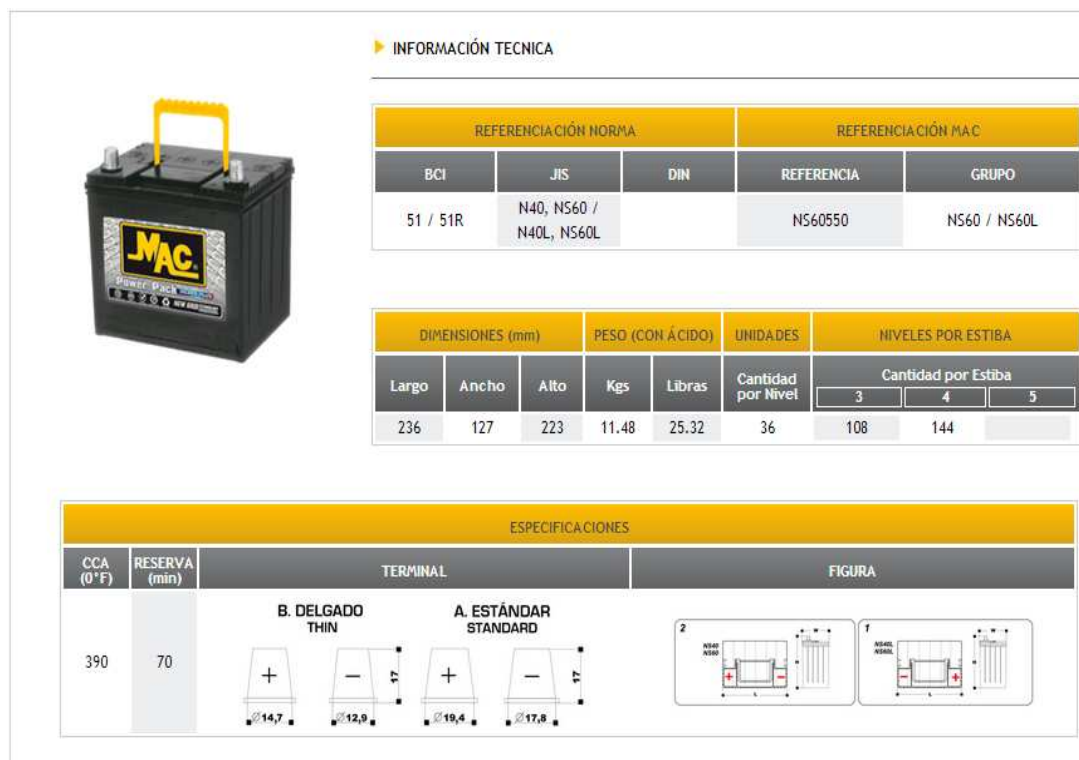 INFORMACIÓN TECNICA
REFERENCIACIÓN NORMA REFERENCIACIÓN MAC
BCI JIS DIN REFERENCIA GRUPO
51 / 51R N40, NS60 / N40L, NS60L NS60550 NS60 / NS60L
MAC
Power Pack
DIMENSIONES (mm) PESO (CON ÁCIDO) UNIDADES NIVELES POR ESTIBA
Largo Ancho Alto Kgs Libras Cantidad por Nivel Cantidad por Estiba
3 4 5
236 127 223 11.48 25.32 36 108 144
ESPECIFICACIONES
CCA (0°F) RESERVA (min) TERMINAL FIGURA
390 70
B. DELGADO A. ESTÁNDAR
THIN STANDARD
+ − 17 + − 17
Ø14,7 Ø12,9 Ø19,4 Ø17,8
2
NS40
NS60
W
H
+ −
L
1
NS40L
NS60L
W
H
− +
L